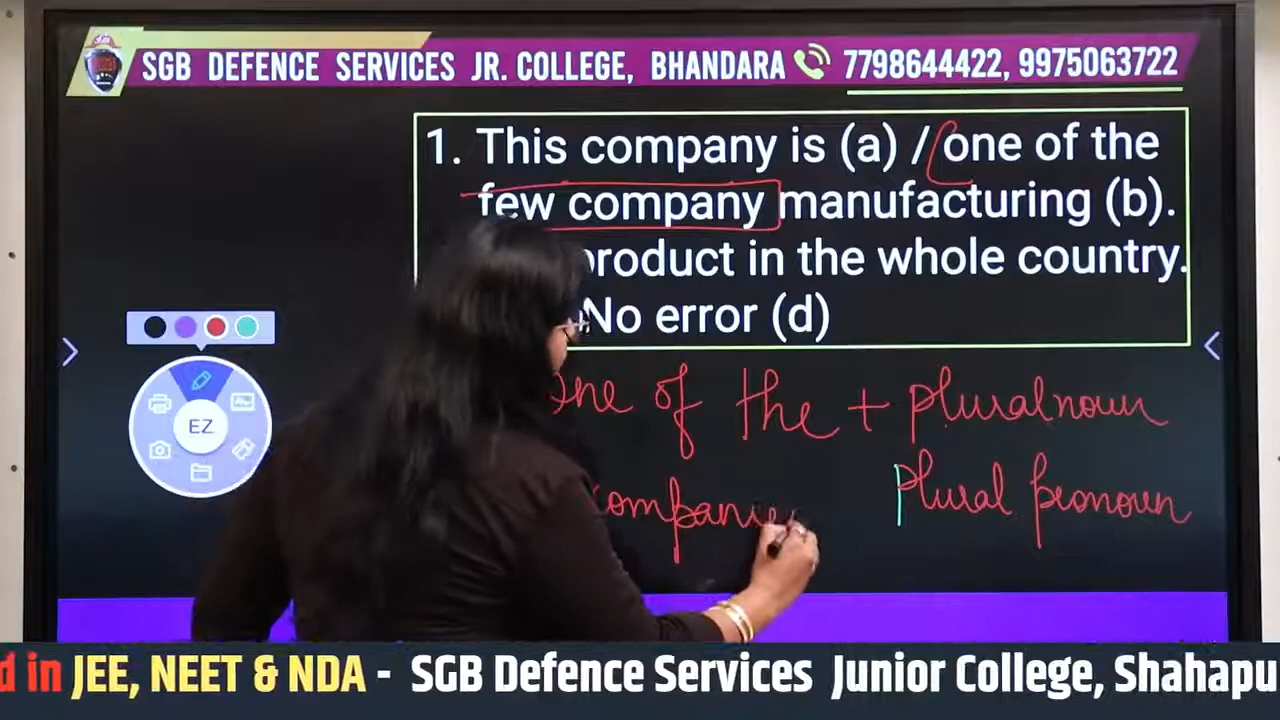 SGB DEFENCE SERVICES JR. COLLEGE, BHANDARA 7798644422, 9975063722
1. This company is (a) / one of the
few company manufacturing (b).
product in the whole country.
No error (d)
EZ
One of the + plural noun
companies
Plural pronoun
d in JEE, NEET & NDA - SGB Defence Services Junior College, Shahapu